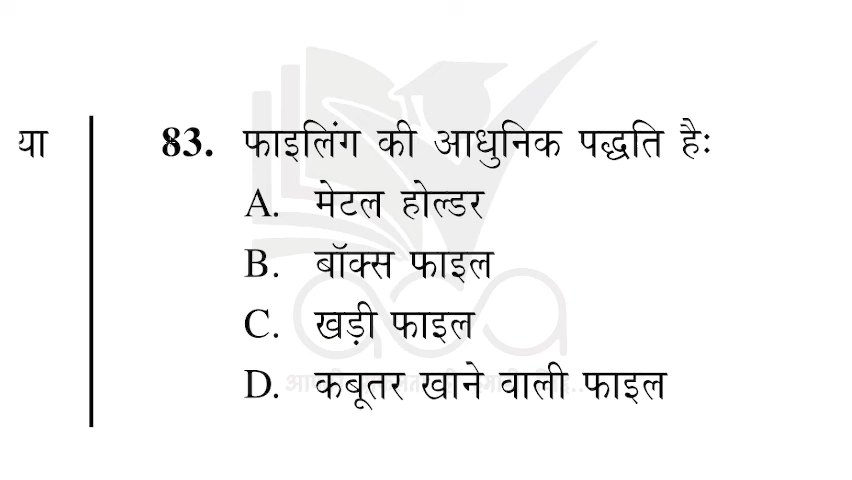 या
83. फाइलिंग की आधुनिक पद्धति है:
A. मेटल होल्डर
B. बॉक्स फाइल
C. खड़ी फाइल
D. कबूतर खाने वाली फाइल